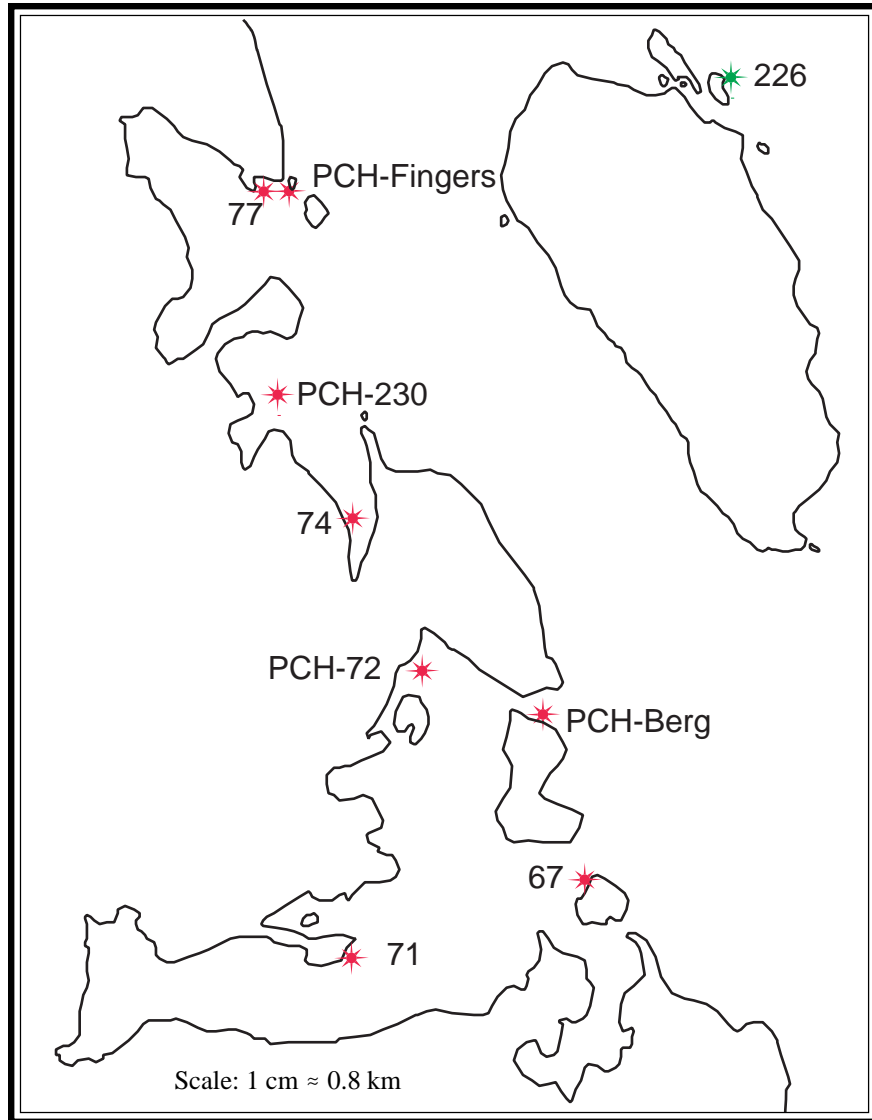 226
PCH-Fingers
77
PCH-230
74
PCH-72
PCH-Berg
67
71
Scale: 1 cm ≈ 0.8 km